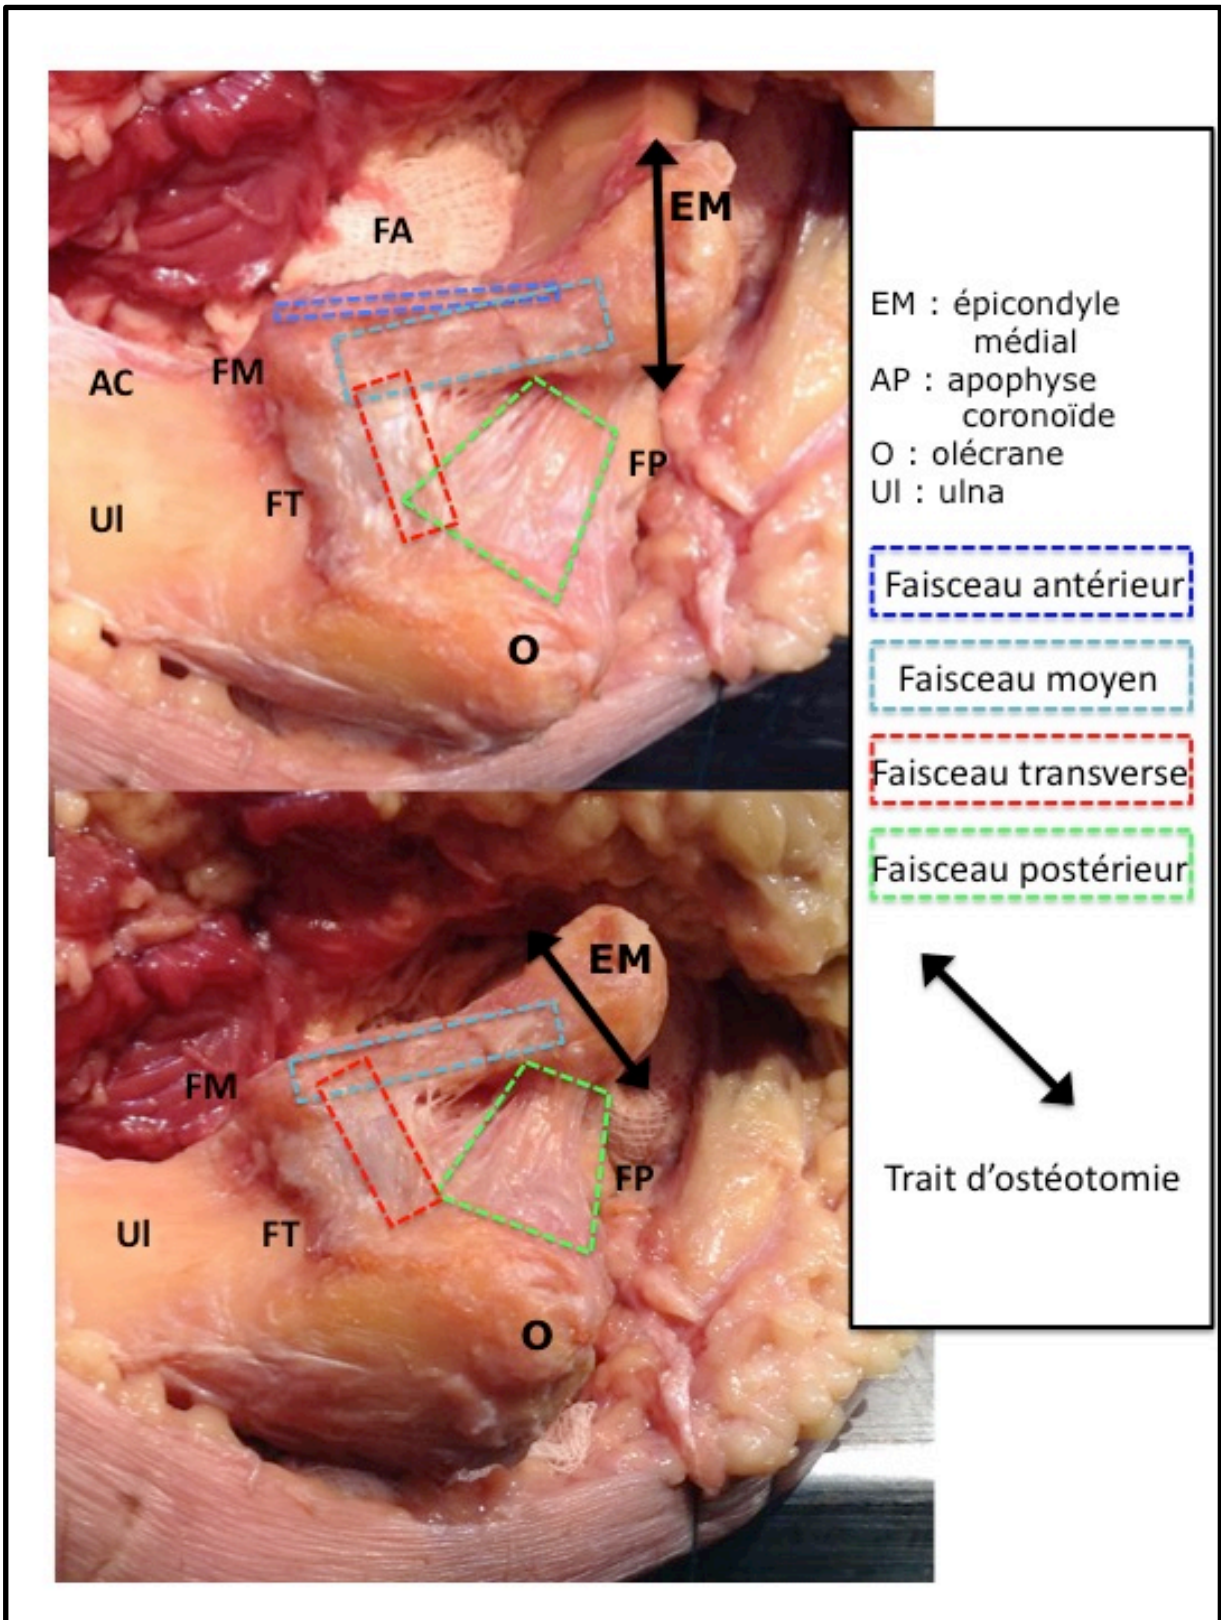 EM
FA
AC
FM
FP
FT
Ul
O
EM
FM
FP
Ul
FT
O
EM : épicondyle
médial
AP : apophyse
coronoïde
O : olécrane
Ul : ulna
Faisceau antérieur
Faisceau moyen
Faisceau transverse
Faisceau postérieur
Trait d'ostéotomie